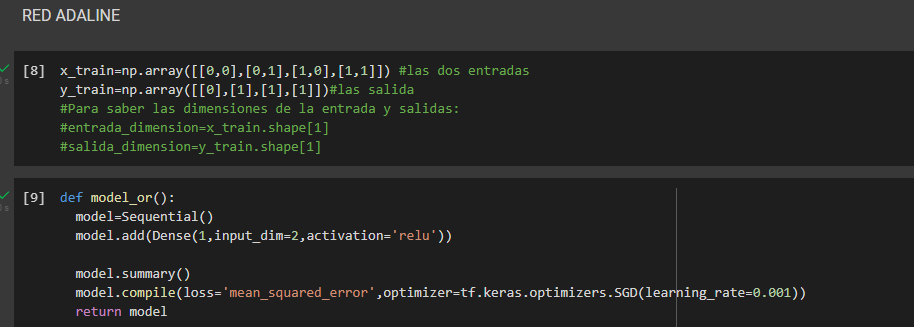 RED ADALINE
[8] x_train=np.array([[0,0],[0,1],[1,0],[1,1]]) #las dos entradas
y_train=np.array([[0],[1],[1],[1]])#las salida
#Para saber las dimensiones de la entrada y salidas:
#entrada_dimension=x_train.shape[1]
#salida_dimension=y_train.shape[1]
[9] def model_or():
model=Sequential()
model.add(Dense(1,input_dim=2,activation='relu'))
model.summary()
model.compile(loss='mean_squared_error',optimizer=tf.keras.optimizers.SGD(learning_rate=0.001))
return model